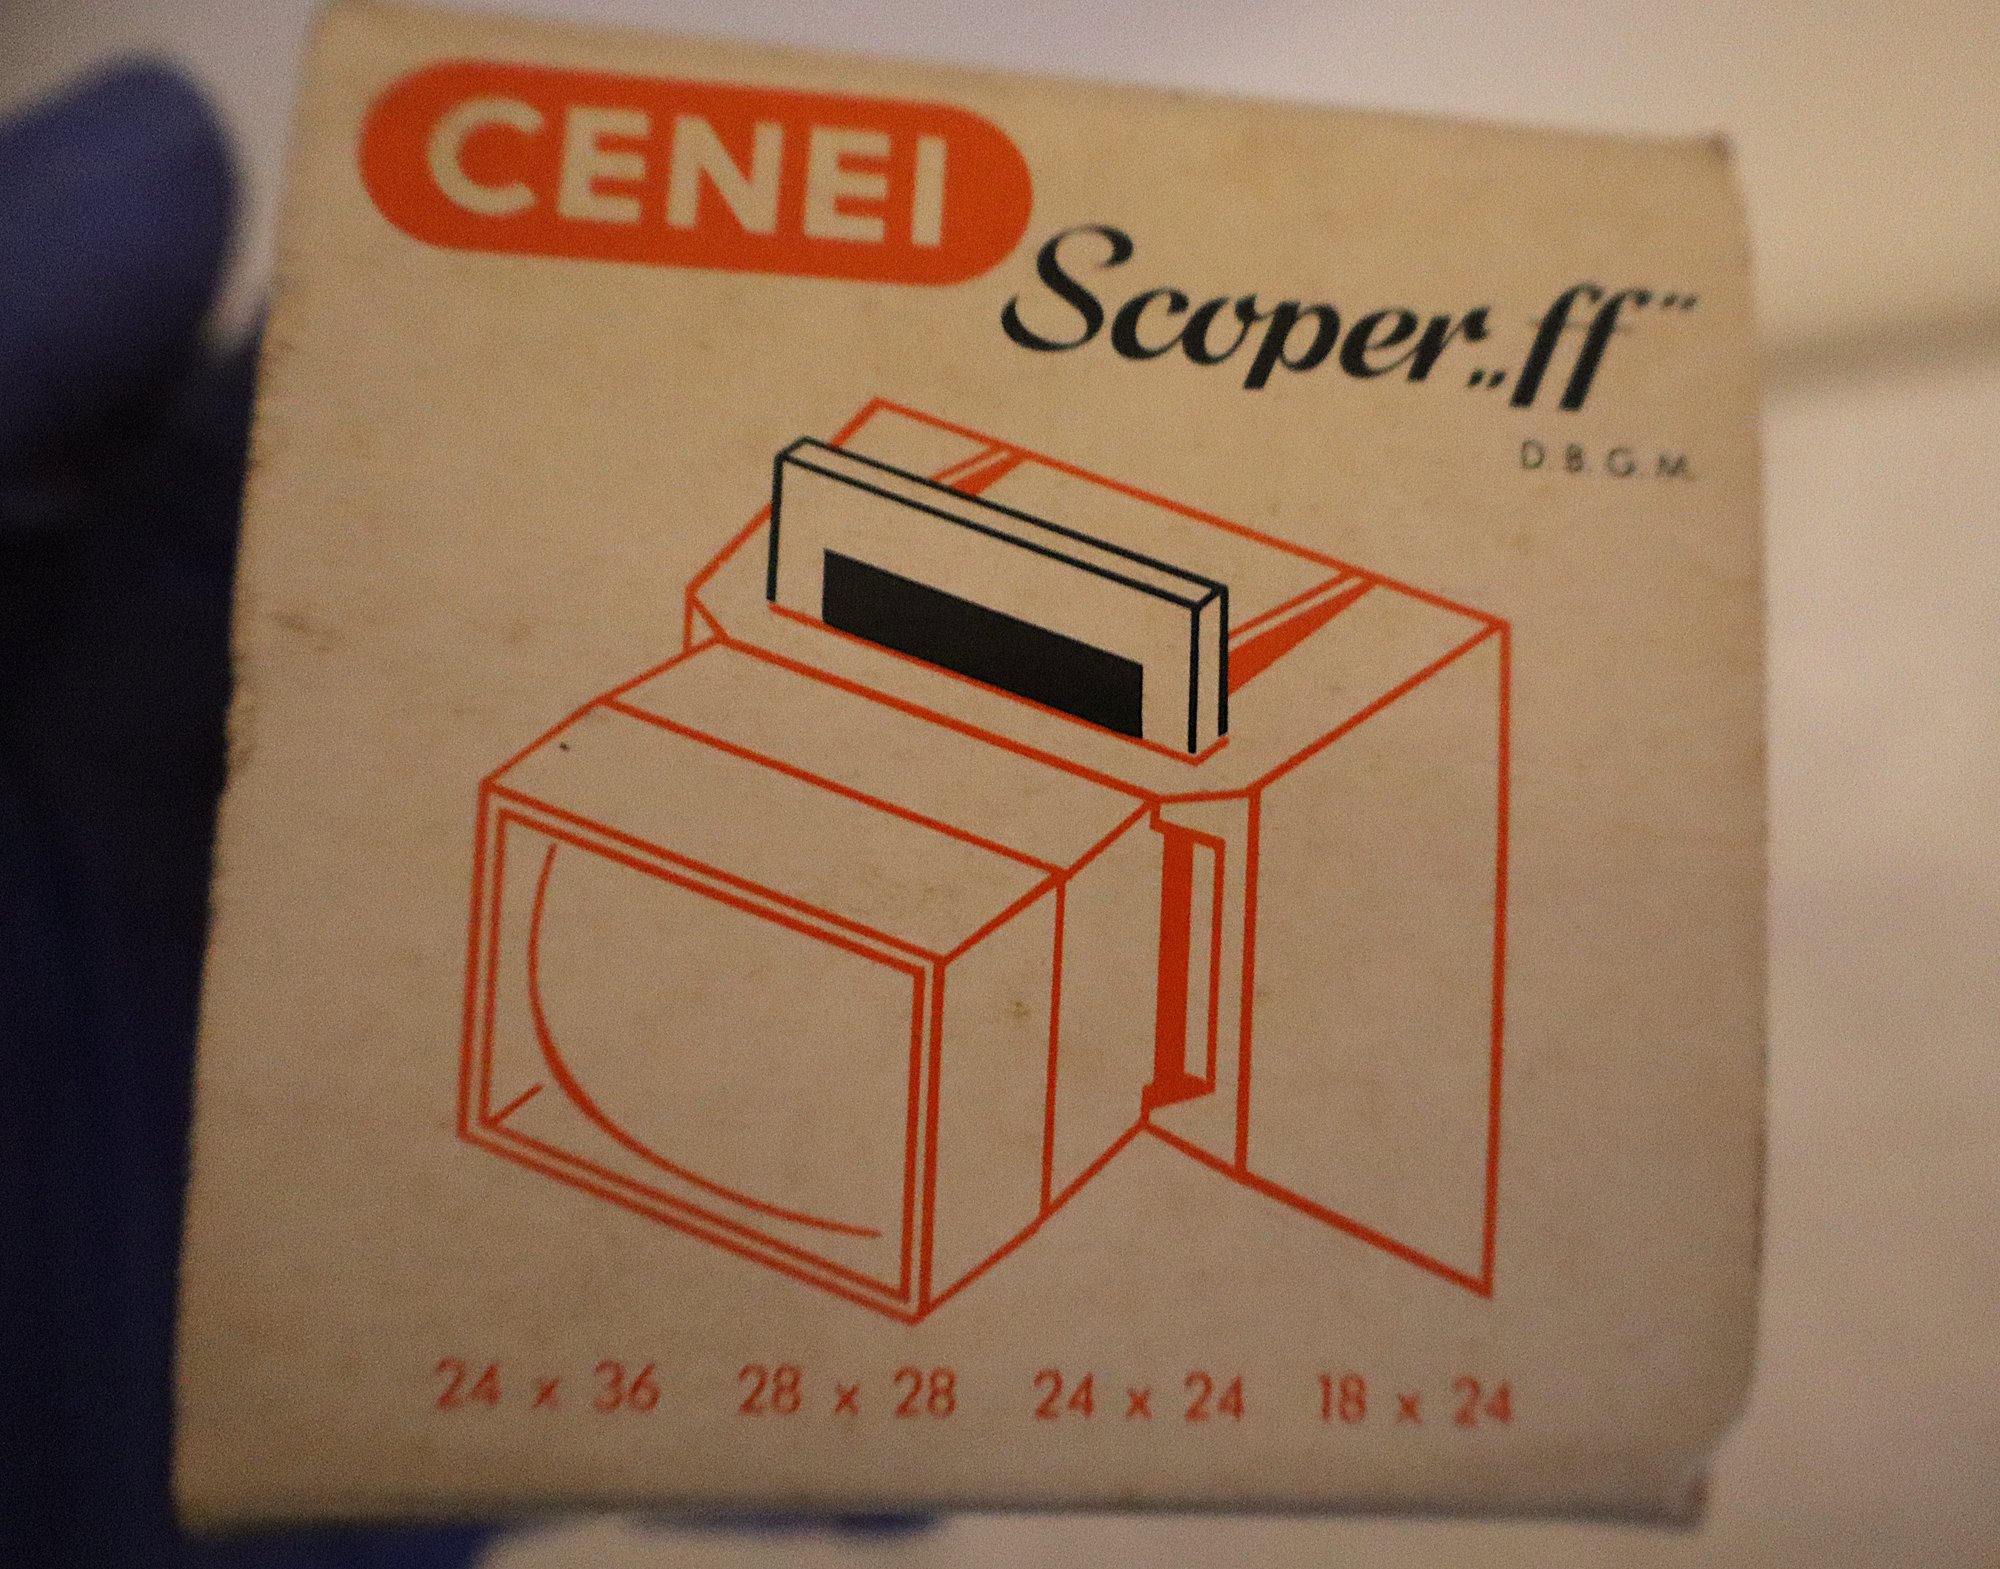 CENEI
Scoper „ff”
D.B.G.M.
24 x 36 28 x 28 24 x 24 18 x 24